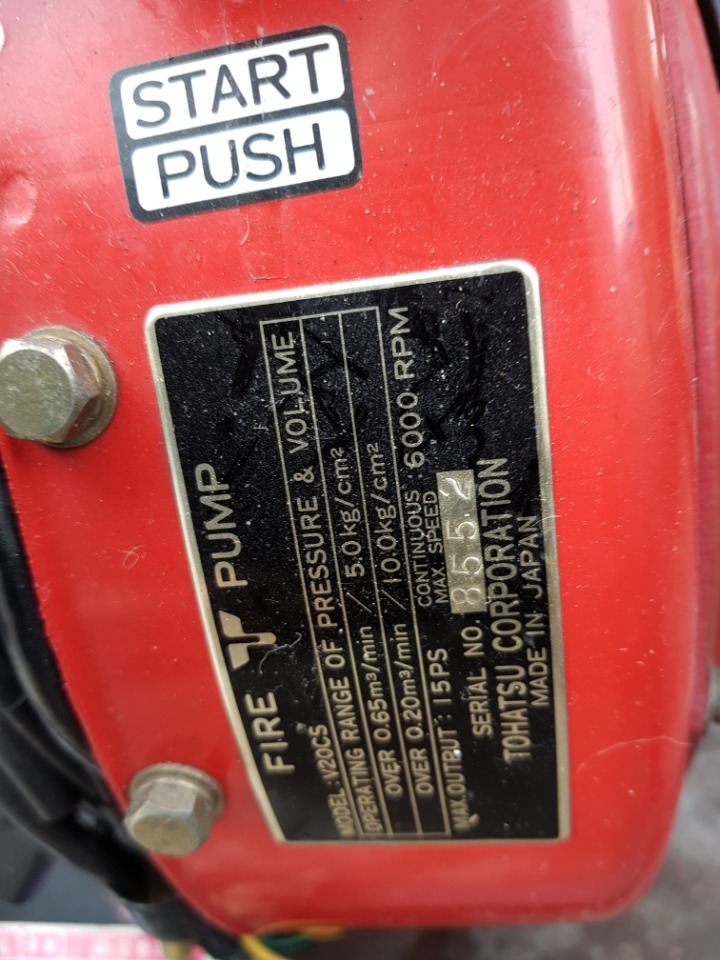 START
PUSH
FIRE PUMP
MODEL : V20CS
OPERATING RANGE OF PRESSURE & VOLUME
OVER 0.65m³/min / 5.0kg/cm²
OVER 0.20m³/min / 10.0kg/cm²
MAX.OUTPUT : 15PS CONTINUOUS MAX. SPEED : 6000 RPM
SERIAL NO. 8552
TOHATSU CORPORATION
MADE IN JAPAN